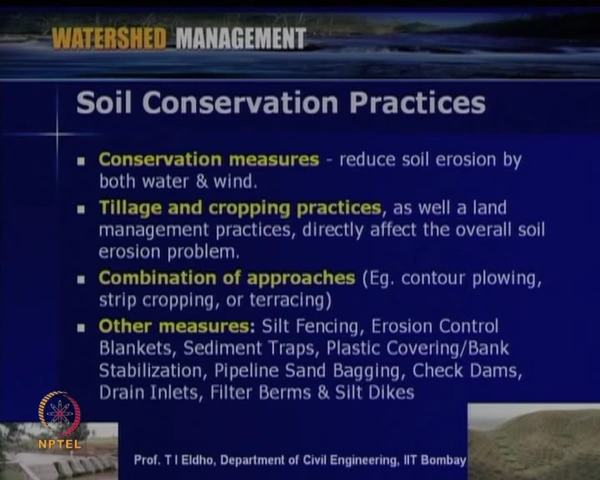 WATERSHED MANAGEMENT
Soil Conservation Practices
▪ Conservation measures - reduce soil erosion by
both water & wind.
▪ Tillage and cropping practices, as well a land
management practices, directly affect the overall soil
erosion problem.
▪ Combination of approaches (Eg. contour plowing,
strip cropping, or terracing)
▪ Other measures: Silt Fencing, Erosion Control
Blankets, Sediment Traps, Plastic Covering/Bank
Stabilization, Pipeline Sand Bagging, Check Dams,
Drain Inlets, Filter Berms & Silt Dikes
NPTEL
Prof. T I Eldho, Department of Civil Engineering, IIT Bombay